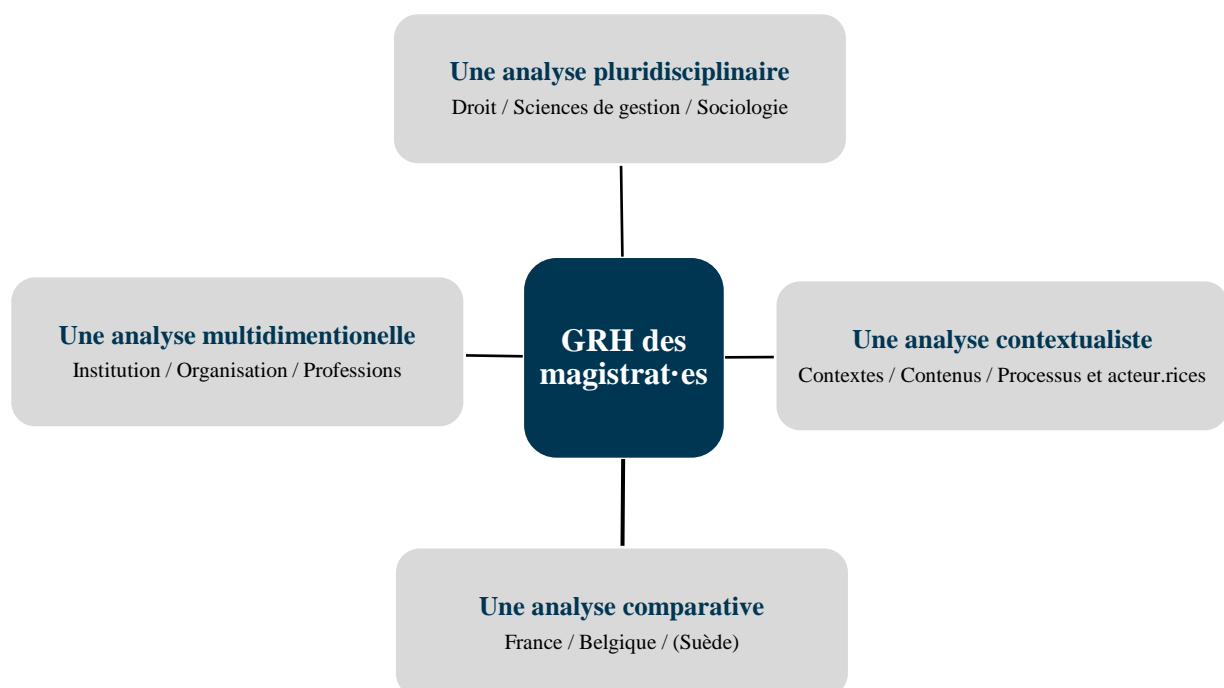 Une analyse pluridisciplinaire
Droit / Sciences de gestion / Sociologie
Une analyse multidimentionelle
Institution / Organisation / Professions
GRH des
magistrat·es
Une analyse contextualiste
Contextes / Contenus / Processus et acteur.rices
Une analyse comparative
France / Belgique / (Suède)